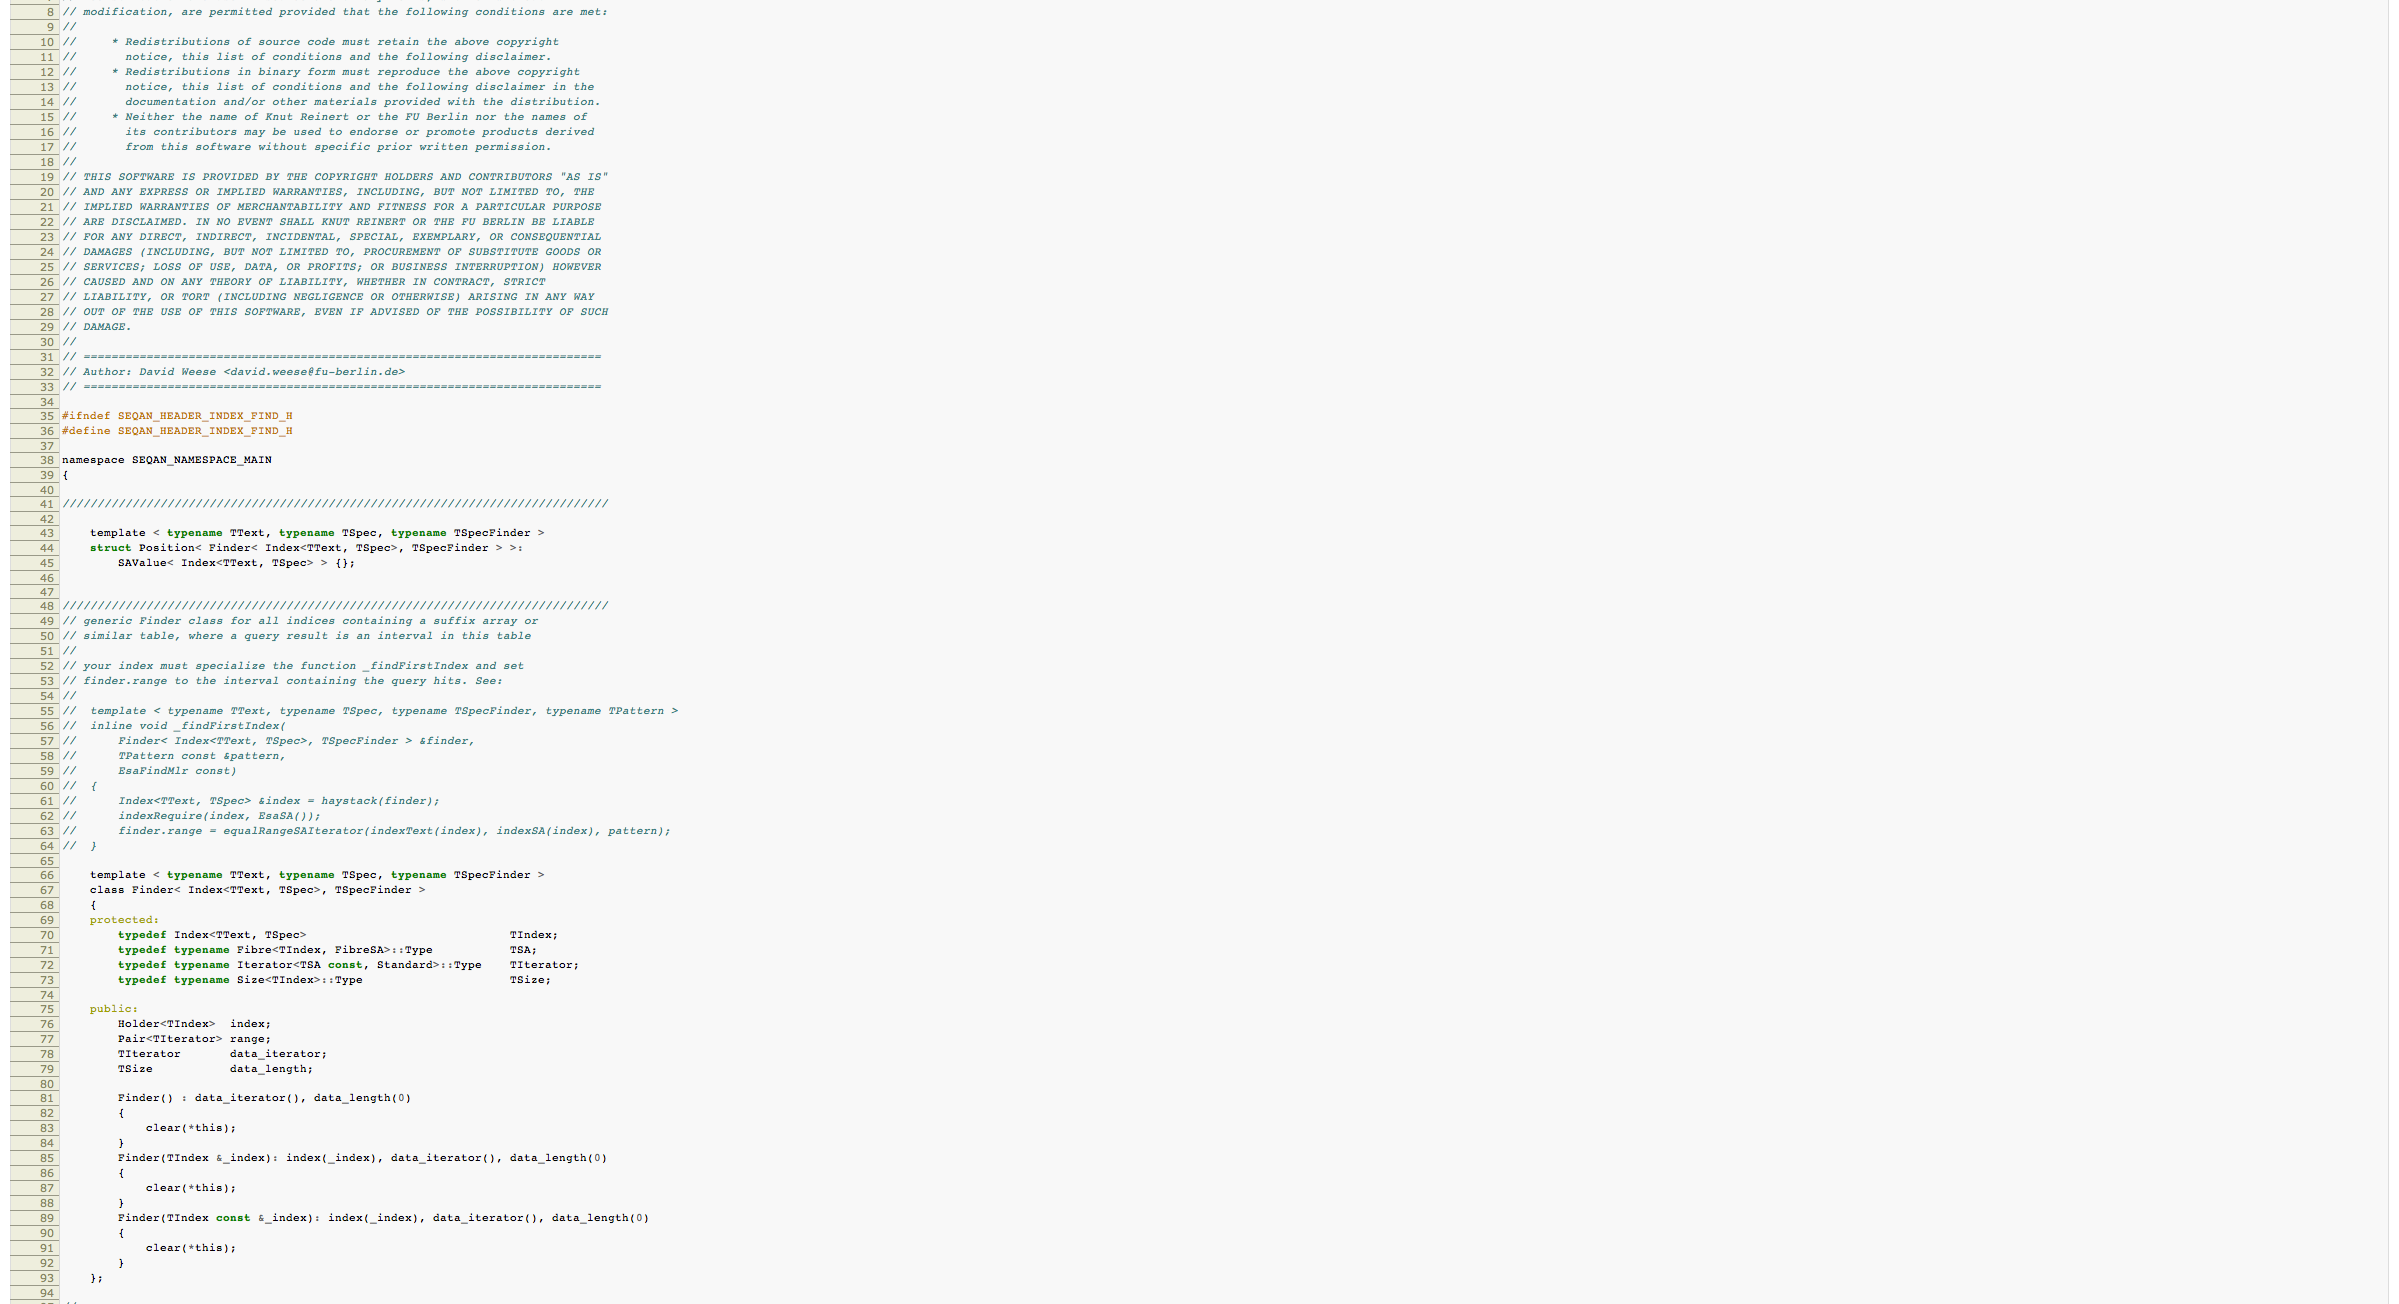 8 // modification, are permitted provided that the following conditions are met:
9 //
10 //     * Redistributions of source code must retain the above copyright
11 //       notice, this list of conditions and the following disclaimer.
12 //     * Redistributions in binary form must reproduce the above copyright
13 //       notice, this list of conditions and the following disclaimer in the
14 //       documentation and/or other materials provided with the distribution.
15 //     * Neither the name of Knut Reinert or the FU Berlin nor the names of
16 //       its contributors may be used to endorse or promote products derived
17 //       from this software without specific prior written permission.
18 //
19 // THIS SOFTWARE IS PROVIDED BY THE COPYRIGHT HOLDERS AND CONTRIBUTORS "AS IS"
20 // AND ANY EXPRESS OR IMPLIED WARRANTIES, INCLUDING, BUT NOT LIMITED TO, THE
21 // IMPLIED WARRANTIES OF MERCHANTABILITY AND FITNESS FOR A PARTICULAR PURPOSE
22 // ARE DISCLAIMED. IN NO EVENT SHALL KNUT REINERT OR THE FU BERLIN BE LIABLE
23 // FOR ANY DIRECT, INDIRECT, INCIDENTAL, SPECIAL, EXEMPLARY, OR CONSEQUENTIAL
24 // DAMAGES (INCLUDING, BUT NOT LIMITED TO, PROCUREMENT OF SUBSTITUTE GOODS OR
25 // SERVICES; LOSS OF USE, DATA, OR PROFITS; OR BUSINESS INTERRUPTION) HOWEVER
26 // CAUSED AND ON ANY THEORY OF LIABILITY, WHETHER IN CONTRACT, STRICT
27 // LIABILITY, OR TORT (INCLUDING NEGLIGENCE OR OTHERWISE) ARISING IN ANY WAY
28 // OUT OF THE USE OF THIS SOFTWARE, EVEN IF ADVISED OF THE POSSIBILITY OF SUCH
29 // DAMAGE.
30 //
31 // ==========================================================================
32 // Author: David Weese <david.weese@fu-berlin.de>
33 // ==========================================================================
34
35 #ifndef SEQAN_HEADER_INDEX_FIND_H
36 #define SEQAN_HEADER_INDEX_FIND_H
37
38 namespace SEQAN_NAMESPACE_MAIN
39 {
40
41 //////////////////////////////////////////////////////////////////////////////
42
43     template < typename TText, typename TSpec, typename TSpecFinder >
44     struct Position< Finder< Index<TText, TSpec>, TSpecFinder > >:
45         SAValue< Index<TText, TSpec> > {};
46
47
48 //////////////////////////////////////////////////////////////////////////////
49 // generic Finder class for all indices containing a suffix array or
50 // similar table, where a query result is an interval in this table
51 //
52 // your index must specialize the function _findFirstIndex and set
53 // finder.range to the interval containing the query hits. See:
54 //
55 //  template < typename TText, typename TSpec, typename TSpecFinder, typename TPattern >
56 //  inline void _findFirstIndex(
57 //      Finder< Index<TText, TSpec>, TSpecFinder > &finder,
58 //      TPattern const &pattern,
59 //      EsaFindMlr const)
60 //  {
61 //      Index<TText, TSpec> &index = haystack(finder);
62 //      indexRequire(index, EsaSA());
63 //      finder.range = equalRangeSAIterator(indexText(index), indexSA(index), pattern);
64 //  }
65
66     template < typename TText, typename TSpec, typename TSpecFinder >
67     class Finder< Index<TText, TSpec>, TSpecFinder >
68     {
69     protected:
70         typedef Index<TText, TSpec>                             TIndex;
71         typedef typename Fibre<TIndex, FibreSA>::Type           TSA;
72         typedef typename Iterator<TSA const, Standard>::Type    TIterator;
73         typedef typename Size<TIndex>::Type                     TSize;
74
75     public:
76         Holder<TIndex>  index;
77         Pair<TIterator> range;
78         TIterator       data_iterator;
79         TSize           data_length;
80
81         Finder() : data_iterator(), data_length(0)
82         {
83             clear(*this);
84         }
85         Finder(TIndex &_index): index(_index), data_iterator(), data_length(0)
86         {
87             clear(*this);
88         }
89         Finder(TIndex const &_index): index(_index), data_iterator(), data_length(0)
90         {
91             clear(*this);
92         }
93     };
94